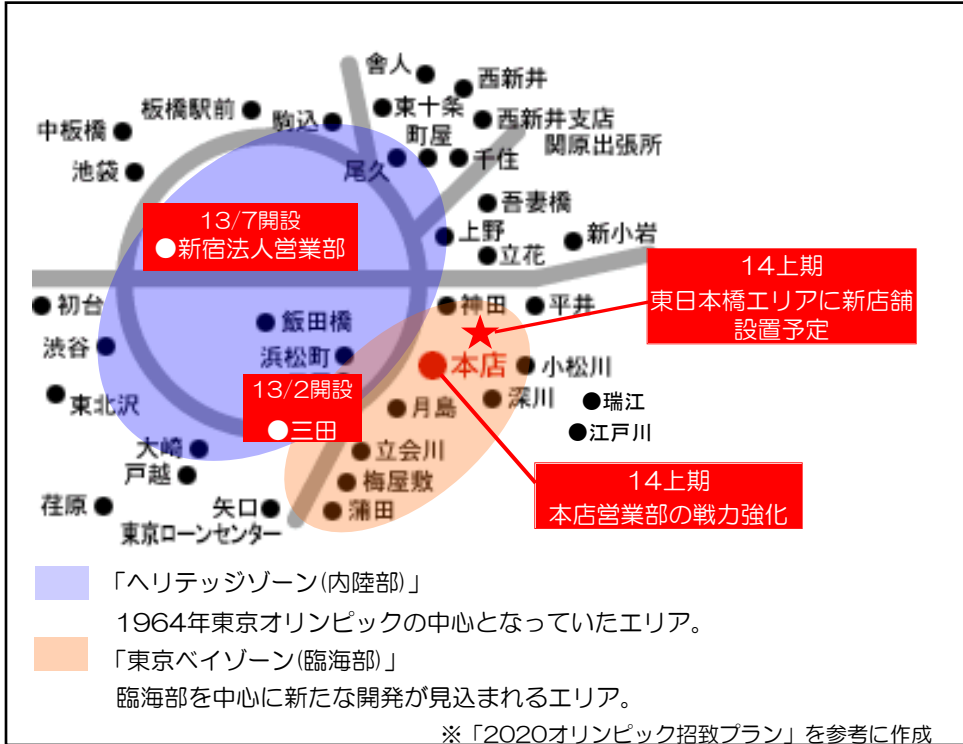 舎人
西新井
板橋駅前
東十条
中板橋
駒込
町屋
西新井支店
関原出張所
池袋
尾久
千住
吾妻橋
13/7開設
新宿法人営業部
上野
立花
新小岩
14上期
東日本橋エリアに新店舗
設置予定
初台
神田
平井
飯田橋
渋谷
浜松町
本店
小松川
13/2開設
三田
東北沢
月島
深川
瑞江
江戸川
大崎
立会川
戸越
梅屋敷
14上期
本店営業部の戦力強化
荏原
矢口
蒲田
東京ローンセンター
「ヘリテッジゾーン(内陸部)」
1964年東京オリンピックの中心となっていたエリア。
「東京ベイゾーン(臨海部)」
臨海部を中心に新たな開発が見込まれるエリア。
※「2020オリンピック招致プラン」を参考に作成